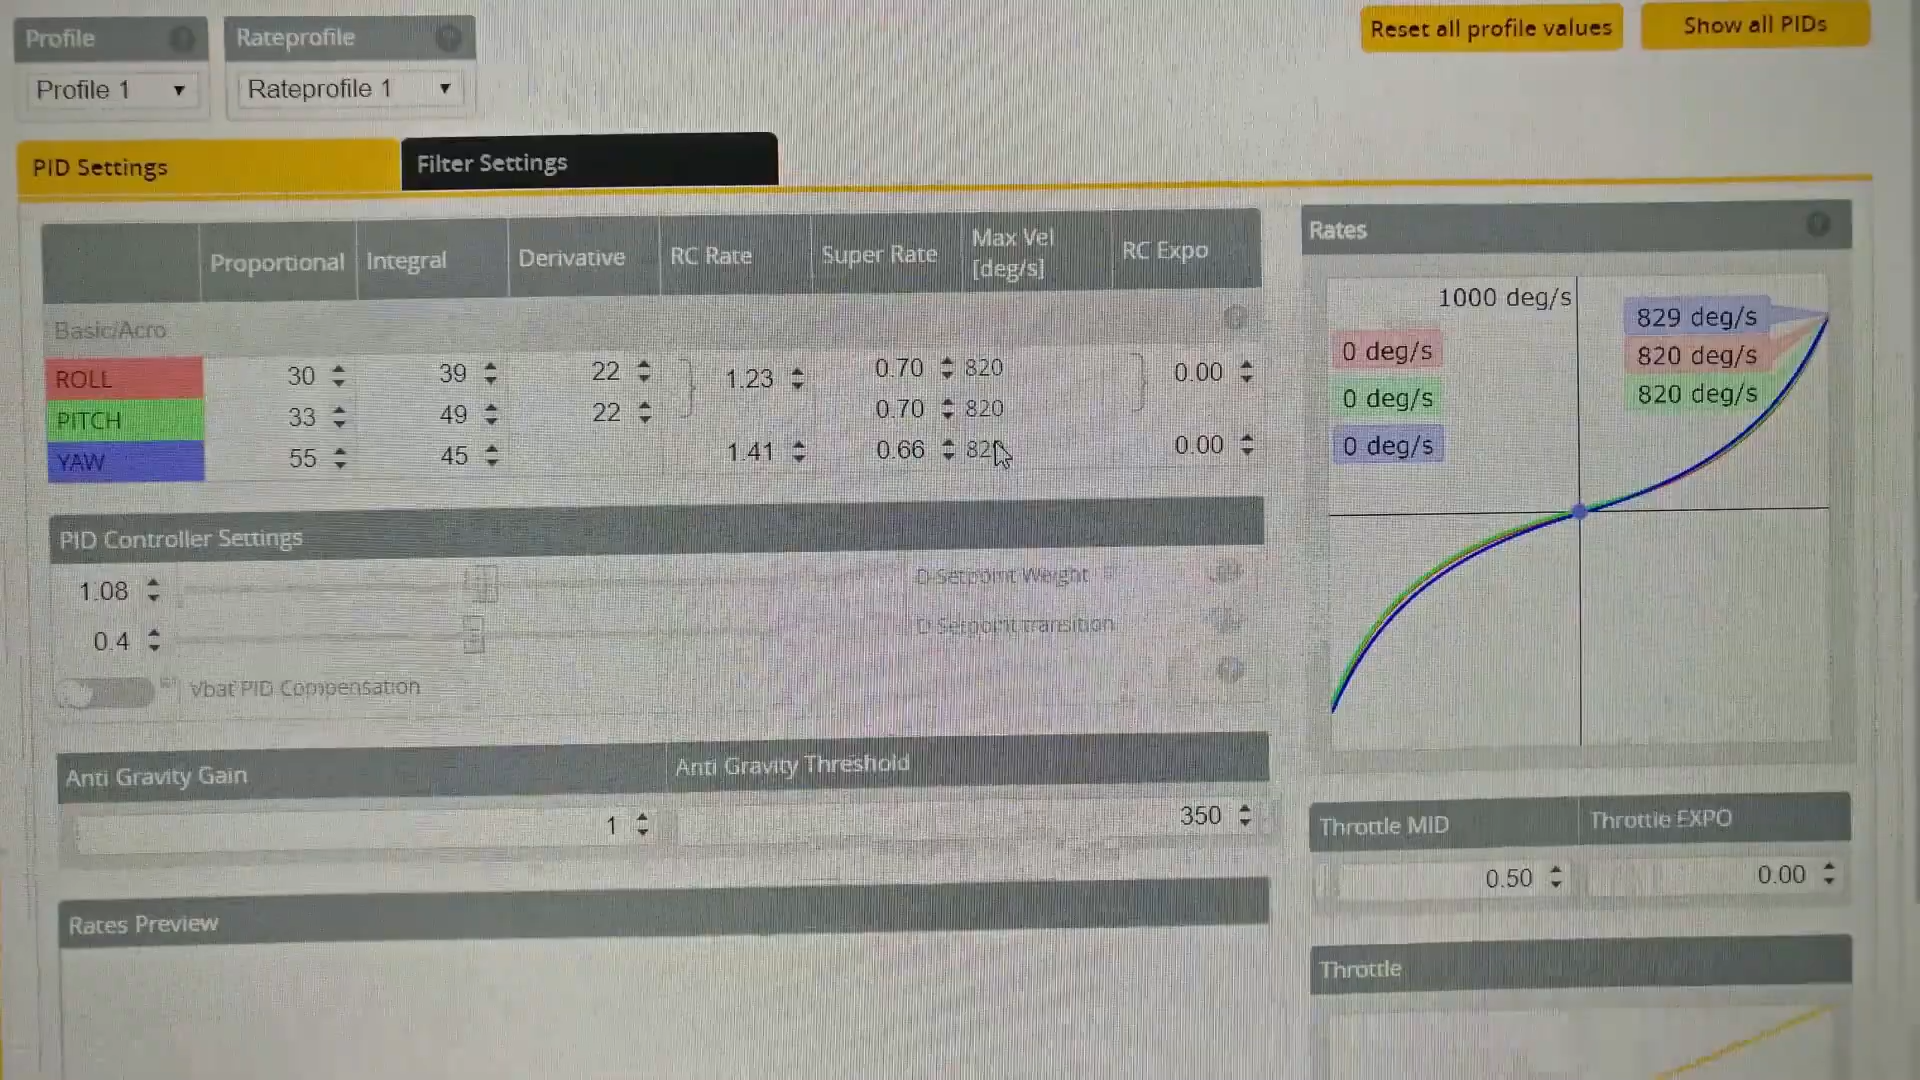 Profile
Rateprofile
Reset all profile values
Show all PIDs
Profile 1
Rateprofile 1
PID Settings
Filter Settings
Proportional Integral Derivative RC Rate Super Rate Max Vel [deg/s] RC Expo
Basic/Acro
ROLL 30 39 22 1.23 0.70 820 0.00
PITCH 33 49 22 0.70 820
YAW 55 45 1.41 0.66 0.00
PID Controller Settings
1.08 D Setpoint Weight
0.4 D Setpoint transition
Vbat PID Compensation
Anti Gravity Gain Anti Gravity Threshold
1 350
Rates Preview
Rates
1000 deg/s
829 deg/s
820 deg/s
820 deg/s
0 deg/s
0 deg/s
0 deg/s
Throttle MID Throttle EXPO
0.50 0.00
Throttle